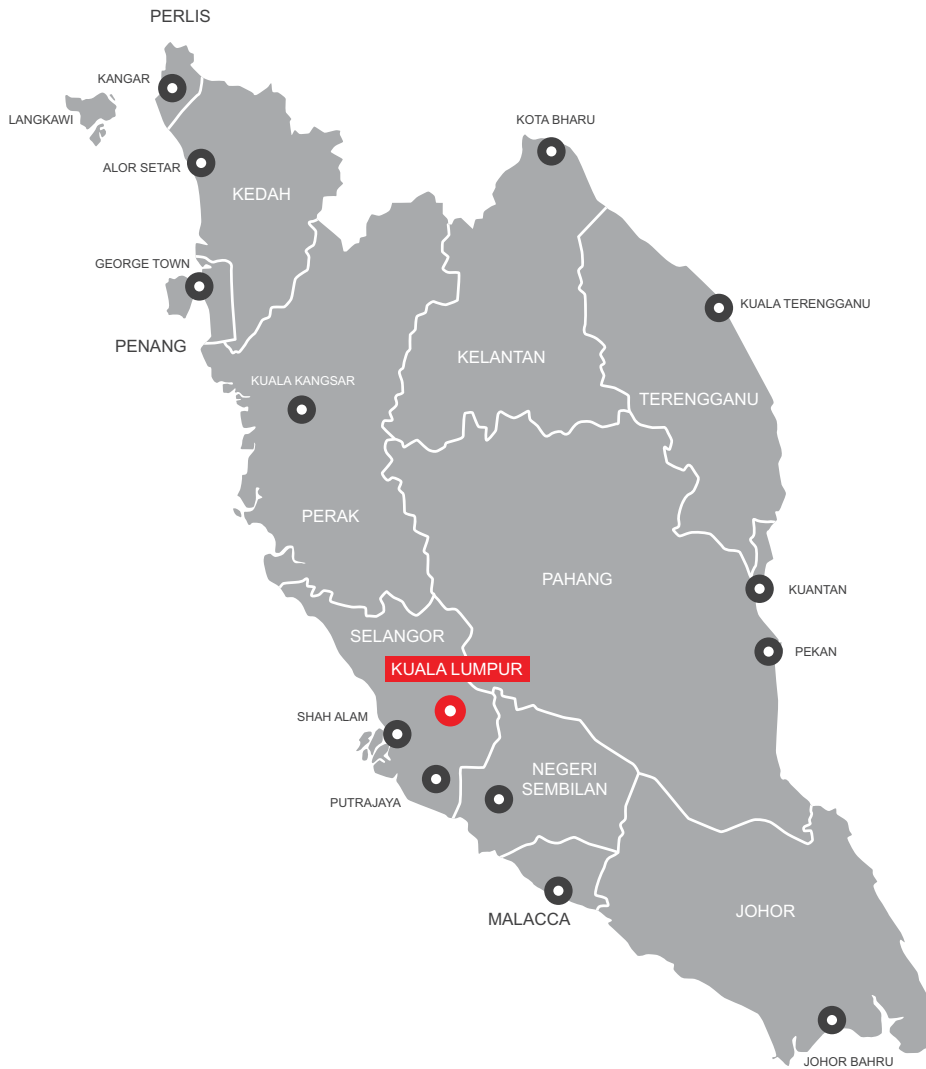 PERLIS
KANGAR
LANGKAWI
KOTA BHARU
ALOR SETAR
KEDAH
GEORGE TOWN
KUALA TERENGGANU
PENANG
KELANTAN
KUALA KANGSAR
TERENGGANU
PERAK
PAHANG
KUANTAN
SELANGOR
PEKAN
KUALA LUMPUR
SHAH ALAM
NEGERI
SEMBILAN
PUTRAJAYA
JOHOR
MALACCA
JOHOR BAHRU